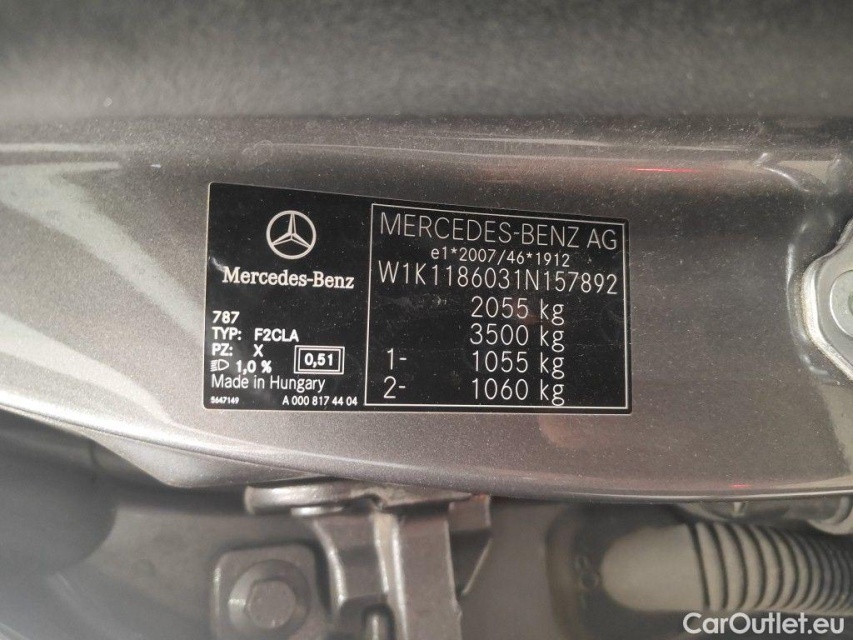 Mercedes-Benz
787
TYP: F2CLA
PZ: X
1,0 % 0,51
Made in Hungary
5647149 A 000 817 44 04
MERCEDES-BENZ AG
e1*2007/46*1912
W1K1186031N157892
2055 kg
3500 kg
1- 1055 kg
2- 1060 kg
CarOutlet.eu